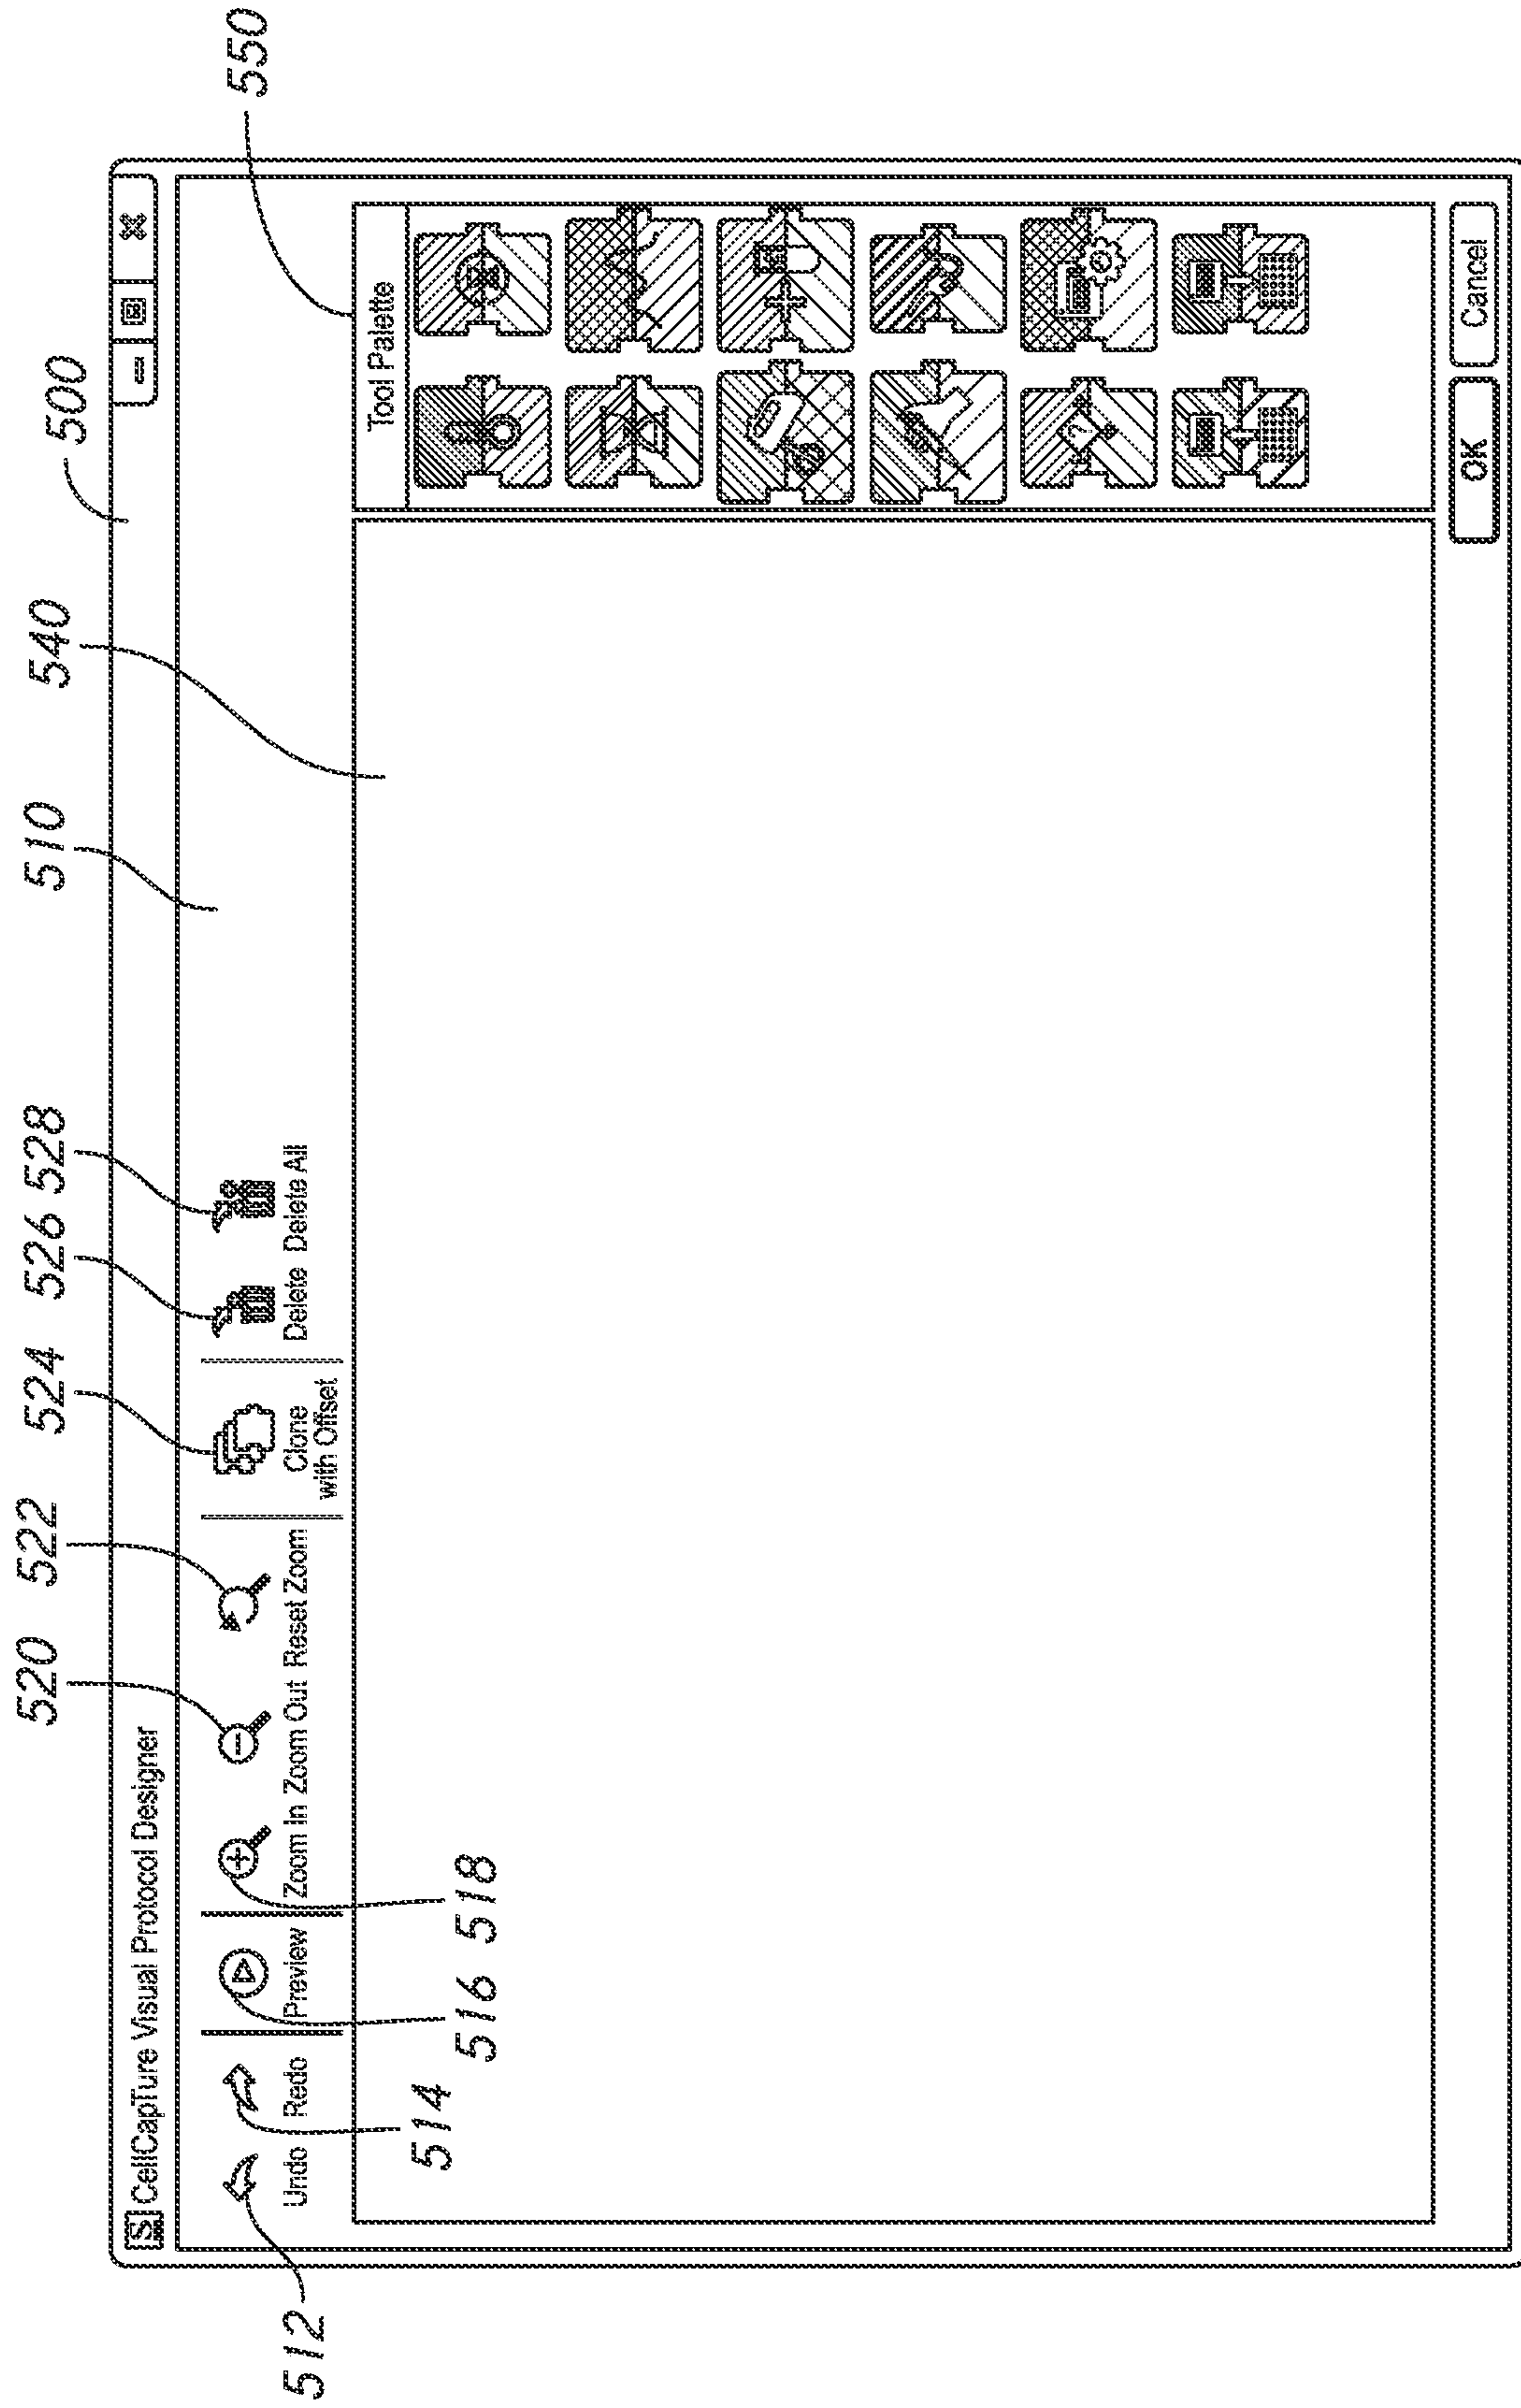 500
540
510
528
526
524
522
520
550
S CellCapTure Visual Protocol Designer
Undo
Redo
Preview
Zoom In
Zoom Out
Reset Zoom
Clone
with Offset
Delete
Delete All
512
514
516
518
Tool Palette
OK
Cancel